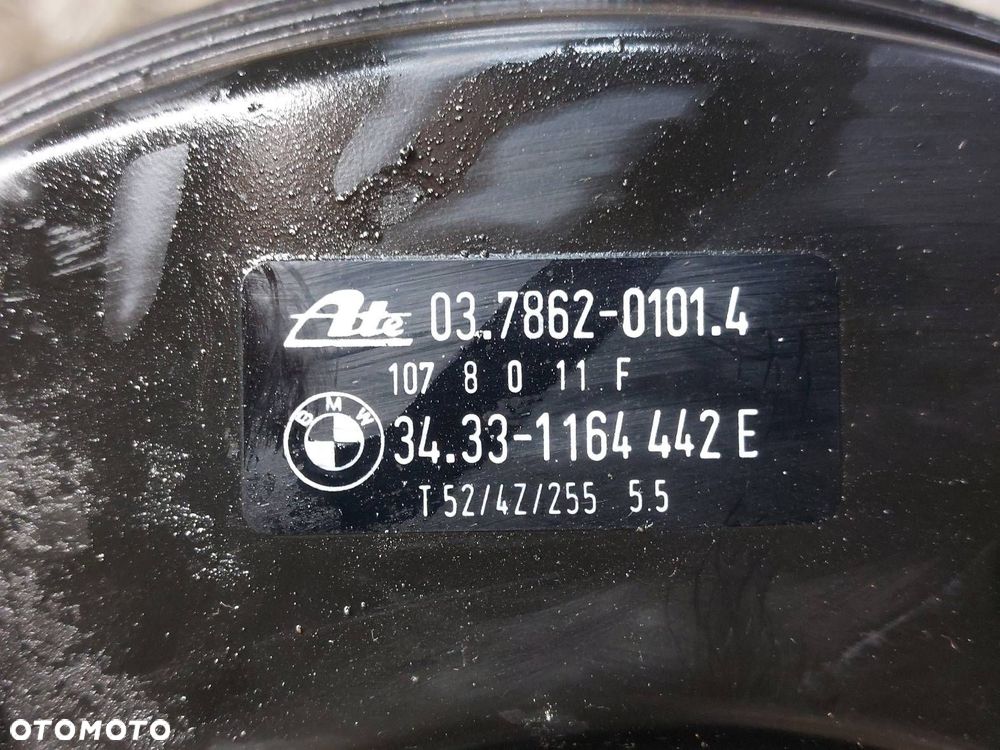 Ate 03.7862-0101.4
107 8 0 11 F
BMW 34.33-1164 442 E
T 52/4Z/255 5.5
OTOMOTO